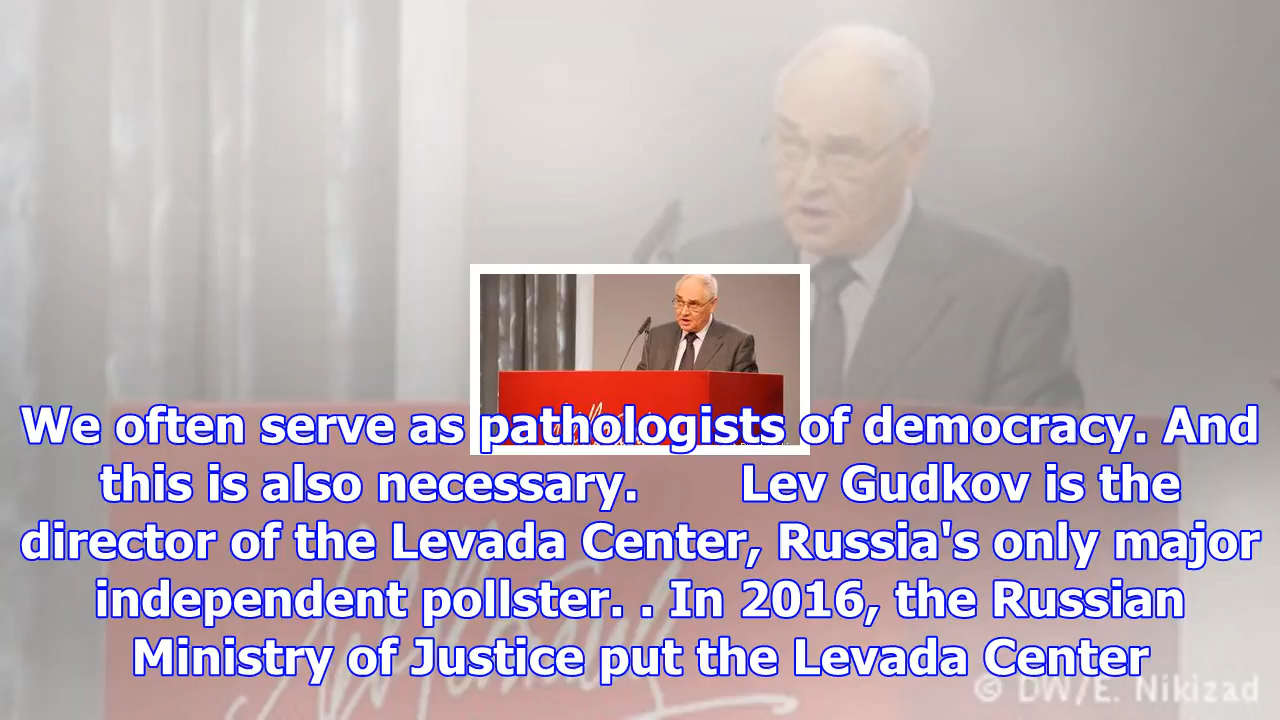 We often serve as pathologists of democracy. And
this is also necessary. Lev Gudkov is the
director of the Levada Center, Russia's only major
independent pollster. . In 2016, the Russian
Ministry of Justice put the Levada Center
© DW/E. Nikizad